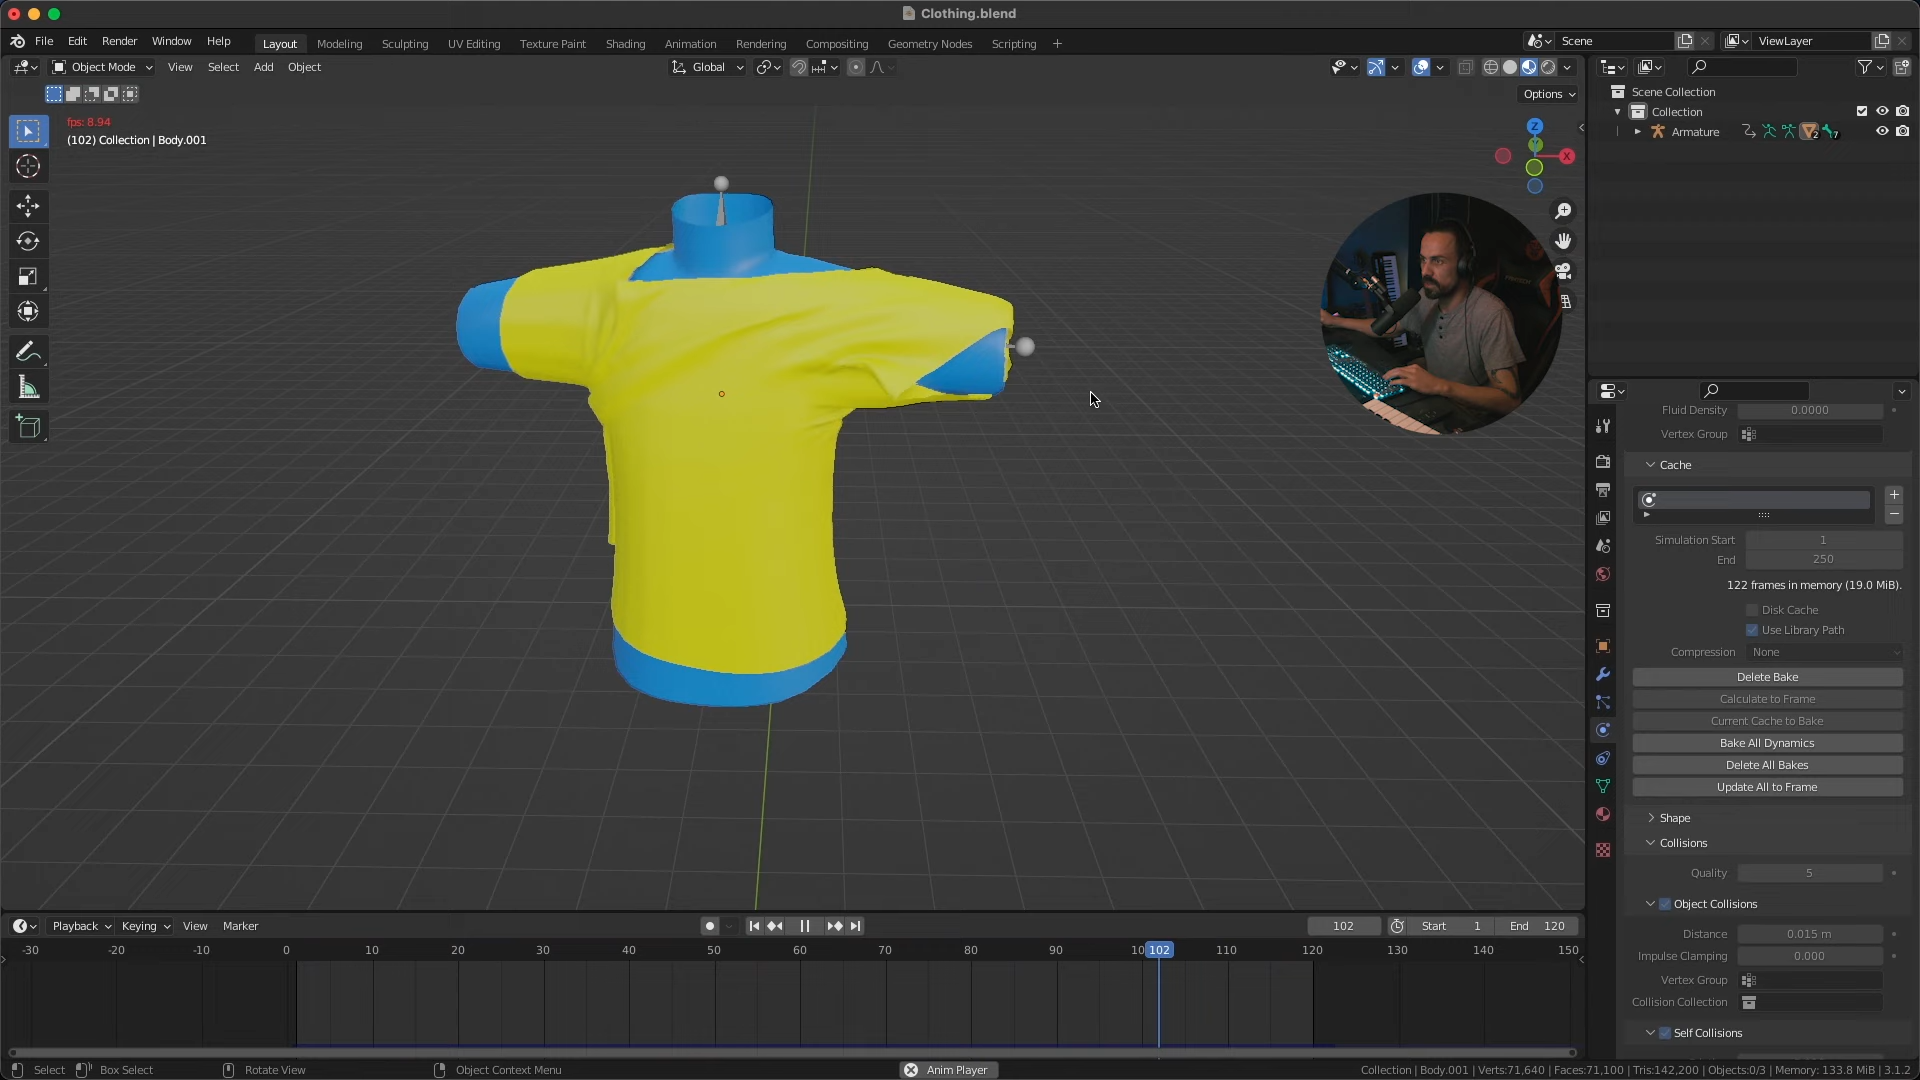 Clothing.blend
File Edit Render Window Help
Layout Modeling Sculpting UV Editing Texture Paint Shading Animation Rendering Compositing Geometry Nodes Scripting +
Scene
ViewLayer
Object Mode View Select Add Object
Global
Options
fps: 8.94
(102) Collection | Body.001
Z
X
Scene Collection
Collection
Armature
2
7
Fluid Density 0.0000
Vertex Group
Cache
Simulation Start 1
End 250
122 frames in memory (19.0 MiB).
Disk Cache
Use Library Path
Compression None
Delete Bake
Calculate to Frame
Current Cache to Bake
Bake All Dynamics
Delete All Bakes
Update All to Frame
Shape
Collisions
Quality 5
Object Collisions
Distance 0.015 m
Impulse Clamping 0.000
Vertex Group
Collision Collection
Self Collisions
Playback Keying View Marker
102 Start 1 End 120
-30 -20 -10 0 10 20 30 40 50 60 70 80 90 10 102 110 120 130 140 150
Select Box Select Rotate View Object Context Menu Anim Player
Collection | Body.001 | Verts:71,640 | Faces:71,100 | Tris:142,200 | Objects:0/3 | Memory: 133.8 MiB | 3.1.2